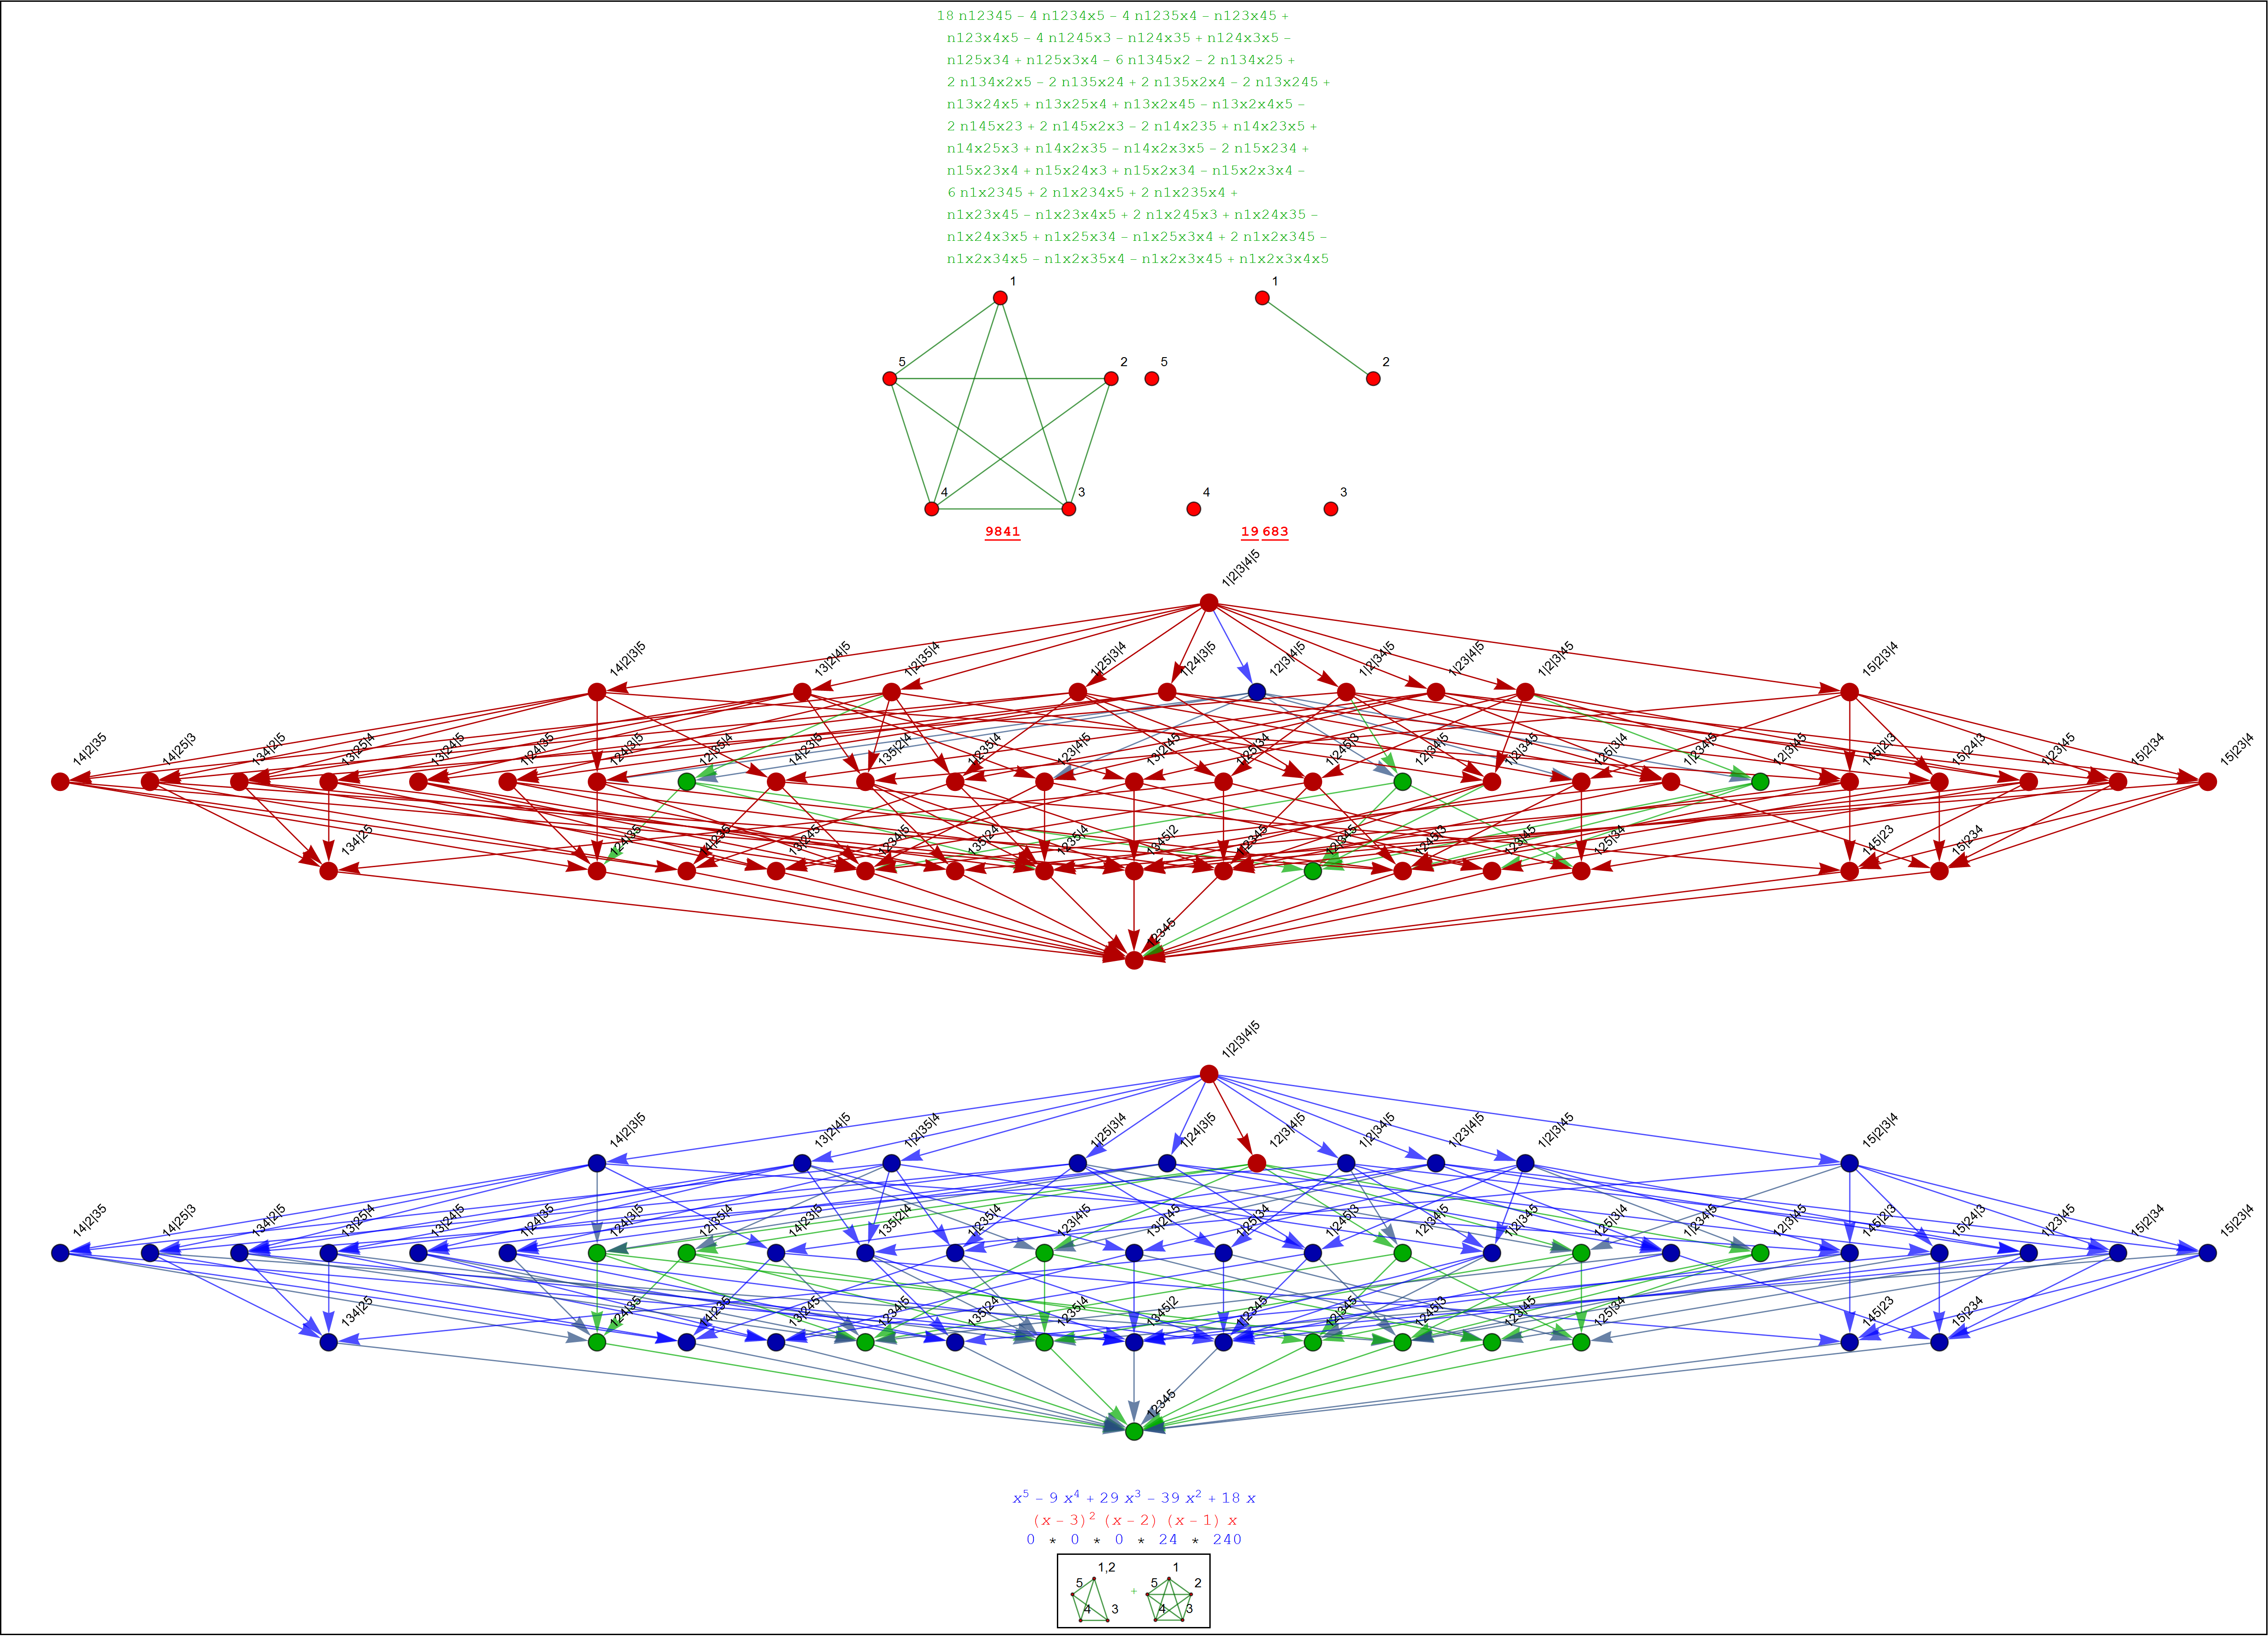 18 n12345 – 4 n1234x5 – 4 n1235x4 – n123x45 +
n123x4x5 – 4 n1245x3 – n124x35 + n124x3x5 –
n125x34 + n125x3x4 – 6 n1345x2 – 2 n134x25 +
2 n134x2x5 – 2 n135x24 + 2 n135x2x4 – 2 n13x245 +
n13x24x5 + n13x25x4 + n13x2x45 – n13x2x4x5 –
2 n145x23 + 2 n145x2x3 – 2 n14x235 + n14x23x5 +
n14x25x3 + n14x2x35 – n14x2x3x5 – 2 n15x234 +
n15x23x4 + n15x24x3 + n15x2x34 – n15x2x3x4 –
6 n1x2345 + 2 n1x234x5 + 2 n1x235x4 +
n1x23x45 – n1x23x4x5 + 2 n1x245x3 + n1x24x35 –
n1x24x3x5 + n1x25x34 – n1x25x3x4 + 2 n1x2x345 –
n1x2x34x5 – n1x2x35x4 – n1x2x3x45 + n1x2x3x4x5
1 1
5 2 5 2
4 3 4 3
9841 19 683
1|2|3|4|5
14|2|3|5 13|2|4|5 1|2|35|4 1|25|3|4 1|24|3|5 12|3|4|5 1|2|34|5 1|23|4|5 1|2|3|45 15|2|3|4
14|2|35 14|25|3 134|2|5 13|25|4 13|24|5 1|24|35 124|3|5 12|35|4 14|23|5 135|2|4 1|235|4 123|4|5 13|2|45 1|25|34 1|245|3 12|34|5 1|2|345 125|3|4 1|234|5 12|3|45 145|2|3 15|24|3 1|23|45 15|2|34 15|23|4
134|25 124|35 14|235 13|245 1234|5 135|24 1235|4 1345|2 1|2345 12|345 1245|3 123|45 125|34 145|23 15|234
12345
1|2|3|4|5
14|2|3|5 13|2|4|5 1|2|35|4 1|25|3|4 1|24|3|5 12|3|4|5 1|2|34|5 1|23|4|5 1|2|3|45 15|2|3|4
14|2|35 14|25|3 134|2|5 13|25|4 13|24|5 1|24|35 124|3|5 12|35|4 14|23|5 135|2|4 1|235|4 123|4|5 13|2|45 1|25|34 1|245|3 12|34|5 1|2|345 125|3|4 1|234|5 12|3|45 145|2|3 15|24|3 1|23|45 15|2|34 15|23|4
134|25 124|35 14|235 13|245 1234|5 135|24 1235|4 1345|2 1|2345 12|345 1245|3 123|45 125|34 145|23 15|234
12345
x⁵ – 9 x⁴ + 29 x³ – 39 x² + 18 x
(x – 3)² (x – 2) (x – 1) x
0 * 0 * 0 * 24 * 240
1,2 1
5 + 5 2
4 3 4 3